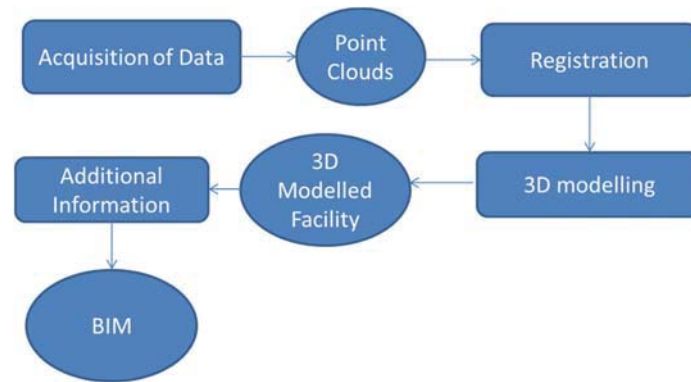 Acquisition of Data
Point
Clouds
Registration
3D modelling
3D
Modelled
Facility
Additional
Information
BIM